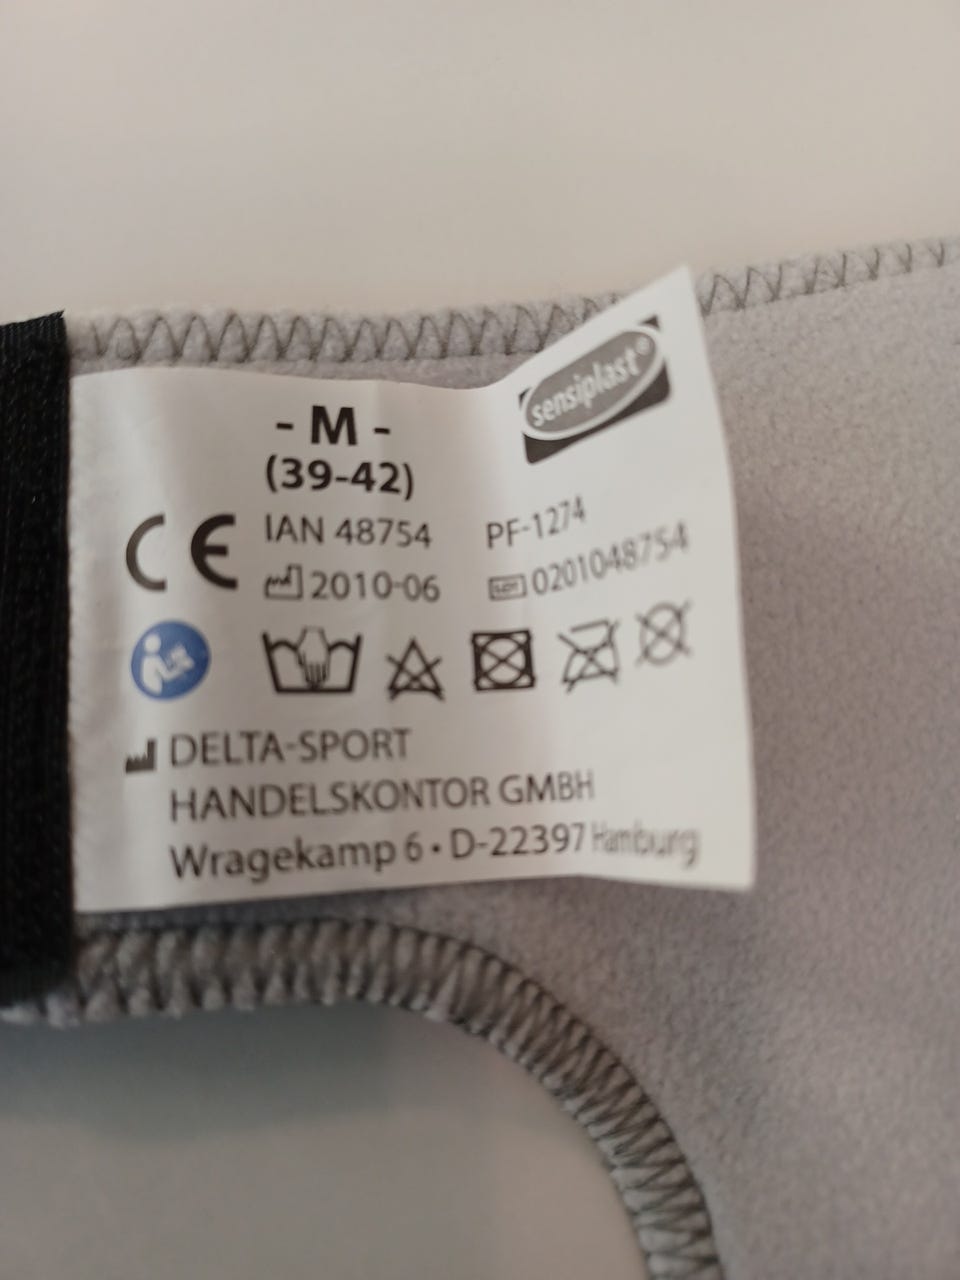 sensiplast®
- M -
(39-42)
CE IAN 48754 PF-1274
2010-06 LOT 0201048754
DELTA-SPORT
HANDELSKONTOR GMBH
Wragekamp 6 • D-22397 Hamburg